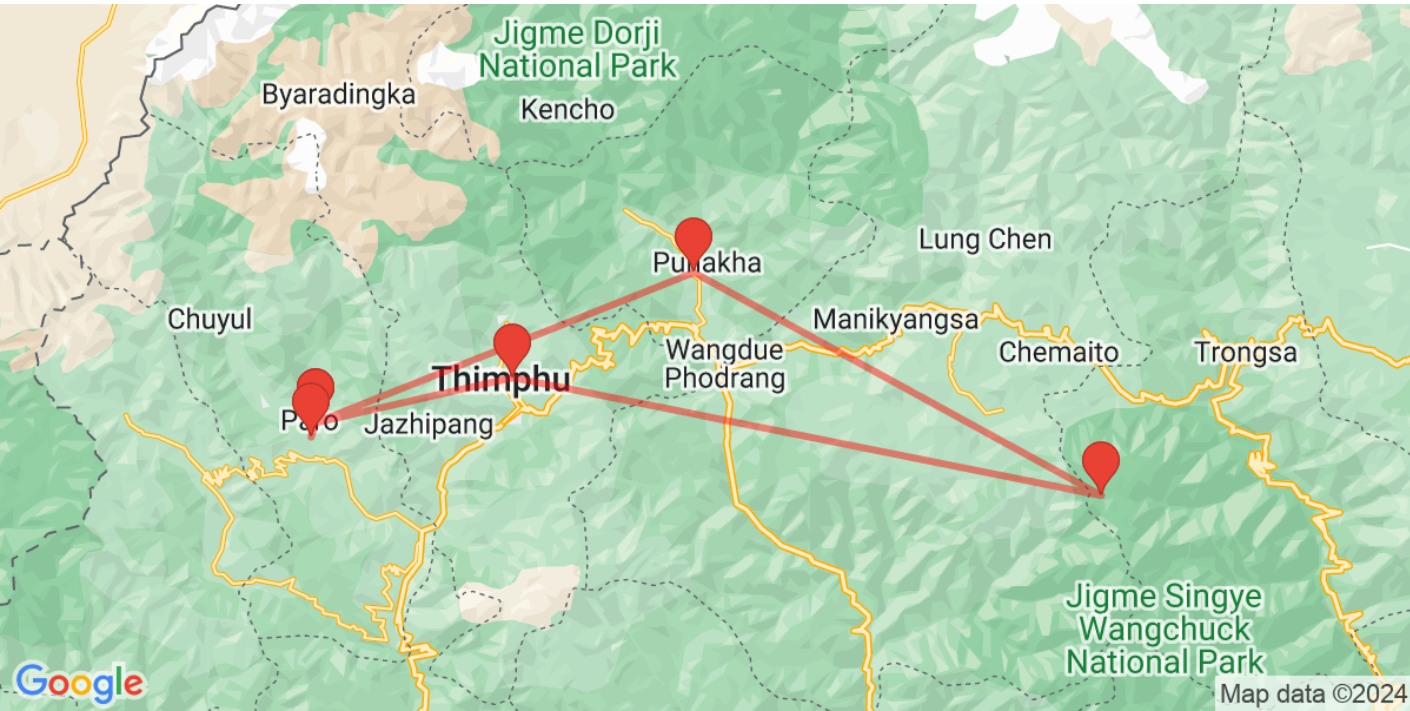 Jigme Dorji
National Park
Byaradingka
Kencho
Lung Chen
Punakha
Chuyul
Manikyangsa
Wangdue
Phodrang
Chemaito
Trongsa
Thimphu
Paro
Jazhipang
Jigme Singye
Wangchuck
National Park
Google
Map data ©2024